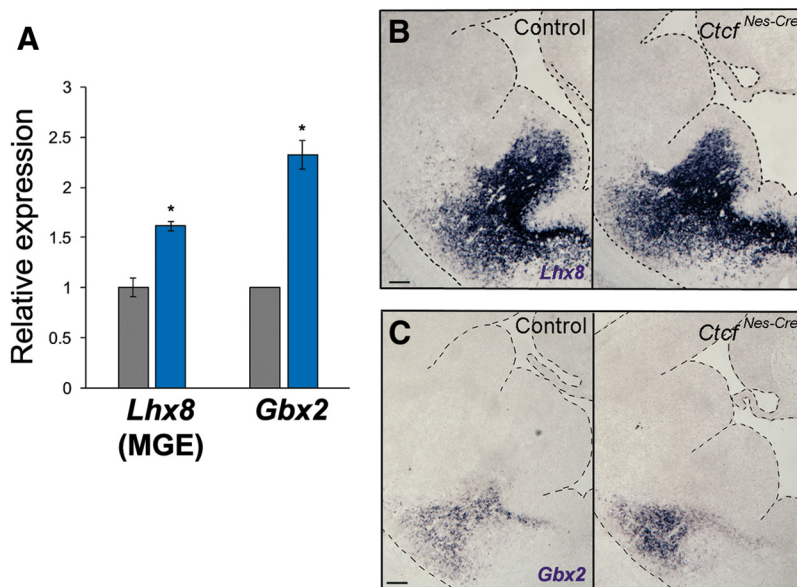 A
Relative expression
3
2.5
2
1.5
1
0.5
0
*
*
Lhx8
(MGE)
Gbx2
B
Control
Ctcf Nes-Cre
Lhx8
C
Control
Ctcf Nes-Cre
Gbx2